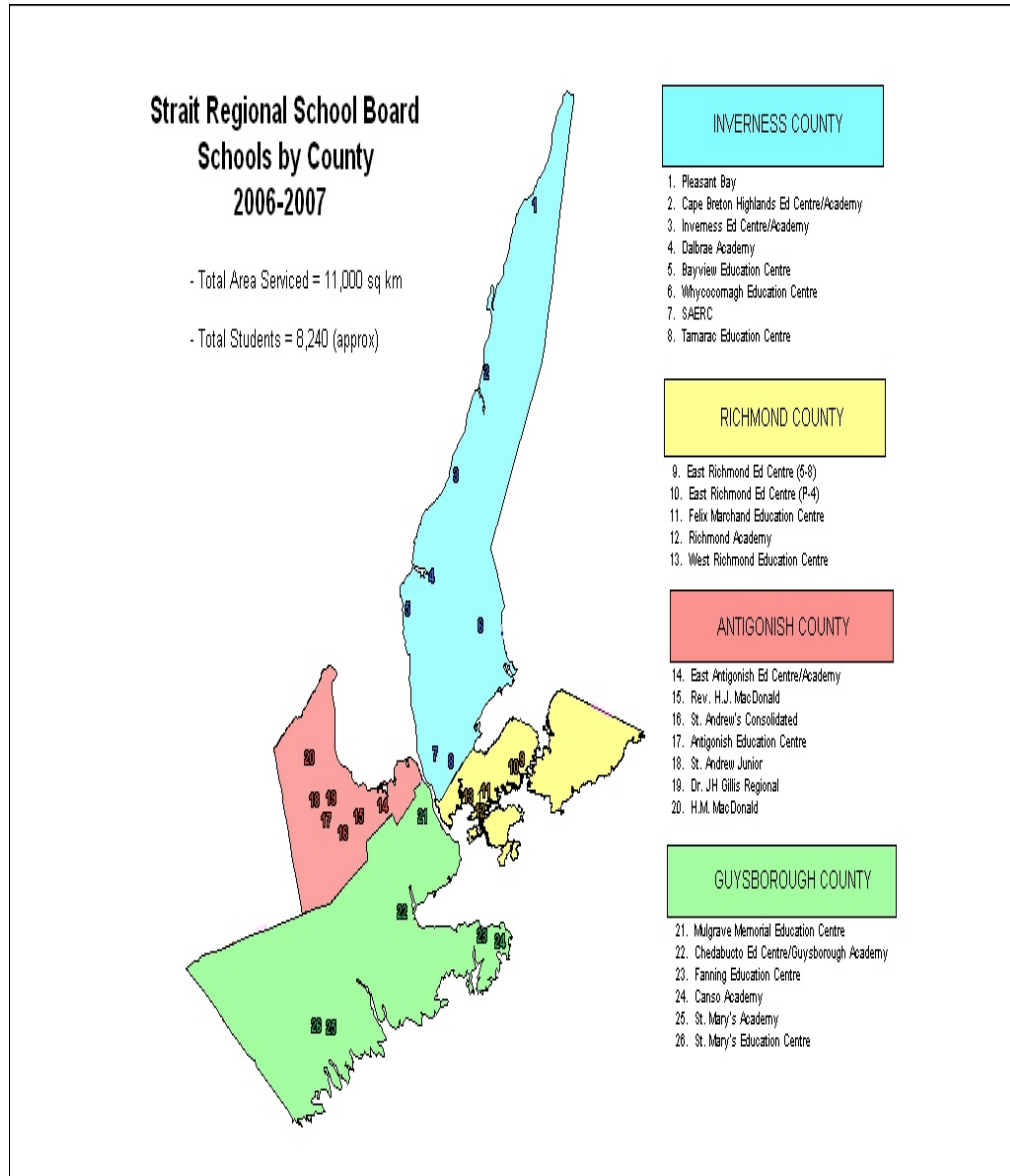 Strait Regional School Board
Schools by County
2006-2007
- Total Area Serviced = 11,000 sq km
- Total Students = 8,240 (approx)
INVERNESS COUNTY
1. Pleasant Bay
2. Cape Breton Highlands Ed Centre/Academy
3. Inverness Ed Centre/Academy
4. Dalbrae Academy
5. Bayview Education Centre
6. Whycocomagh Education Centre
7. SAERC
8. Tamarac Education Centre
RICHMOND COUNTY
9. East Richmond Ed Centre (5-8)
10. East Richmond Ed Centre (P-4)
11. Felix Marchand Education Centre
12. Richmond Academy
13. West Richmond Education Centre
ANTIGONISH COUNTY
14. East Antigonish Ed Centre/Academy
15. Rev. H.J. MacDonald
16. St. Andrew's Consolidated
17. Antigonish Education Centre
18. St. Andrew Junior
19. Dr. JH Gillis Regional
20. H.M. MacDonald
GUYSBOROUGH COUNTY
21. Mulgrave Memorial Education Centre
22. Chedabucto Ed Centre/Guysborough Academy
23. Fanning Education Centre
24. Canso Academy
25. St. Mary's Academy
26. St. Mary's Education Centre
1
2
3
4
5
6
7
8
9
10
11
13
12
20
18
19
17
15
14
16
21
22
23
24
26
25